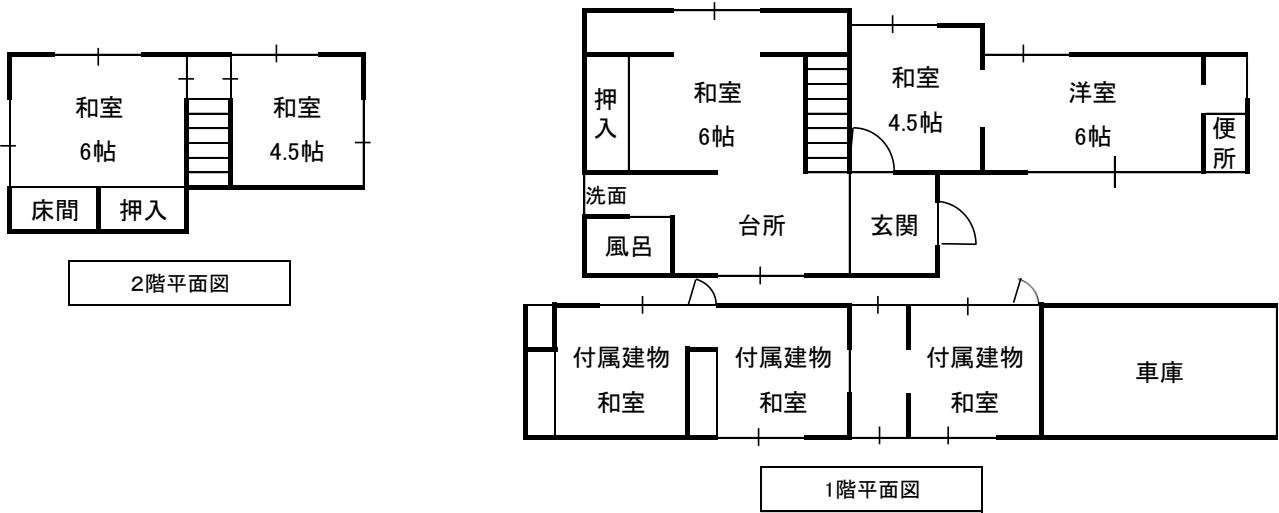 和室
6帖
和室
4.5帖
床間
押入
2階平面図
押入
和室
6帖
和室
4.5帖
洋室
6帖
便所
洗面
風呂
台所
玄関
付属建物
和室
付属建物
和室
付属建物
和室
車庫
1階平面図